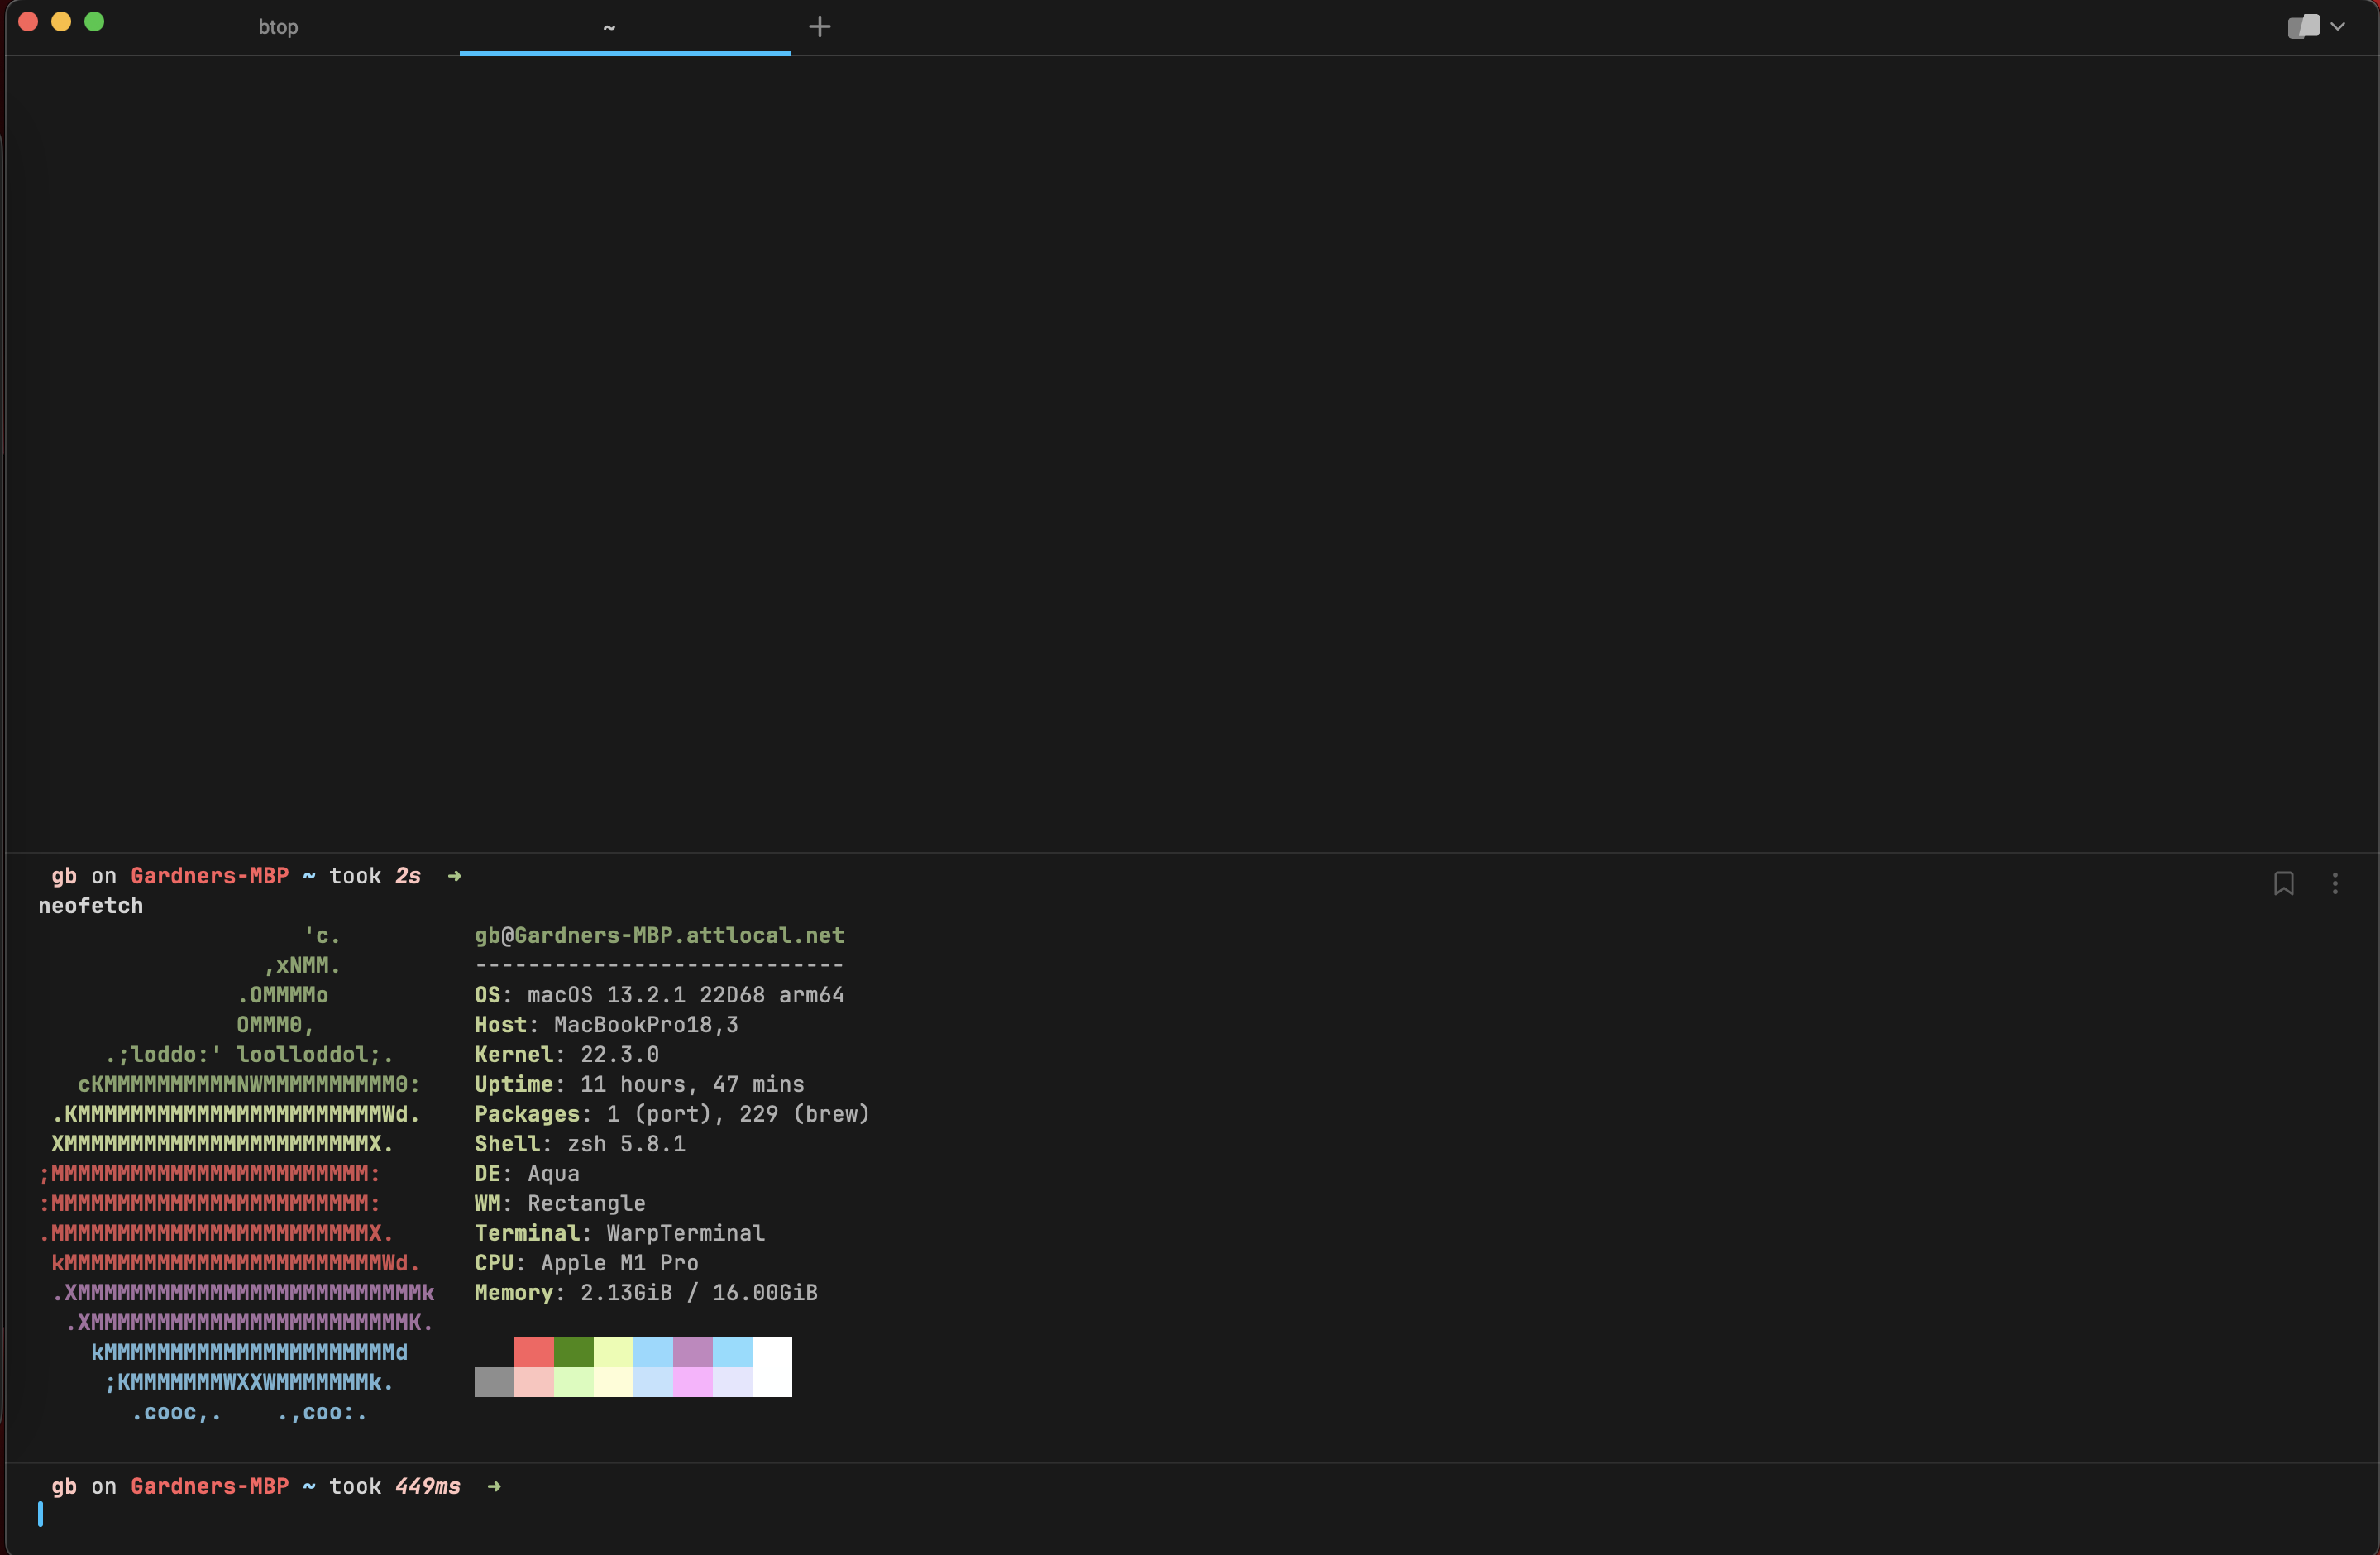 btop
~
gb on Gardners-MBP ~ took 2s ➜
neofetch
                    'c.          gb@Gardners-MBP.attlocal.net
                 ,xNMM.          ----------------------------
               .OMMMMo           OS: macOS 13.2.1 22D68 arm64
               OMMM0,            Host: MacBookPro18,3
     .;loddo:' loolloddol;.      Kernel: 22.3.0
   cKMMMMMMMMMMNWMMMMMMMMMM0:    Uptime: 11 hours, 47 mins
 .KMMMMMMMMMMMMMMMMMMMMMMMWd.    Packages: 1 (port), 229 (brew)
 XMMMMMMMMMMMMMMMMMMMMMMMX.      Shell: zsh 5.8.1
;MMMMMMMMMMMMMMMMMMMMMMMM:       DE: Aqua
:MMMMMMMMMMMMMMMMMMMMMMMM:       WM: Rectangle
.MMMMMMMMMMMMMMMMMMMMMMMMX.      Terminal: WarpTerminal
 kMMMMMMMMMMMMMMMMMMMMMMMMWd.    CPU: Apple M1 Pro
 .XMMMMMMMMMMMMMMMMMMMMMMMMMMk   Memory: 2.13GiB / 16.00GiB
  .XMMMMMMMMMMMMMMMMMMMMMMMMK.
    kMMMMMMMMMMMMMMMMMMMMMMd
     ;KMMMMMMMWXXWMMMMMMMk.
       .cooc,.    .,coo:.
gb on Gardners-MBP ~ took 449ms ➜